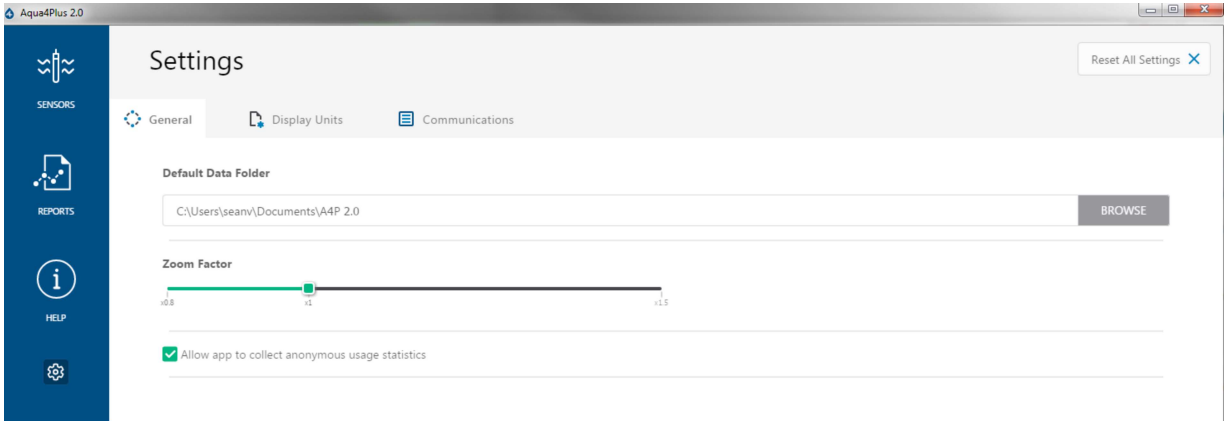 Aqua4Plus 2.0
Settings
Reset All Settings
SENSORS
General
Display Units
Communications
Default Data Folder
C:\Users\seanv\Documents\A4P 2.0
BROWSE
REPORTS
Zoom Factor
x0.8
x1
x1.5
HELP
Allow app to collect anonymous usage statistics